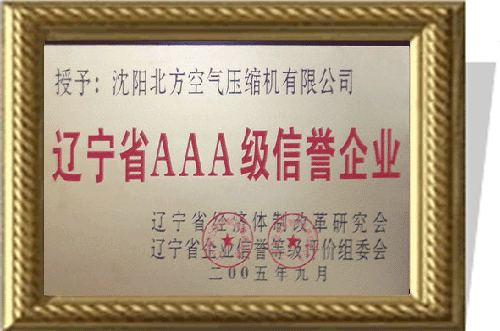 授予：沈阳北方空气压缩机有限公司
辽宁省AAA级信誉企业
辽宁省经济体制改革研究会
辽宁省企业信誉等级评价组委会
二00五年九月